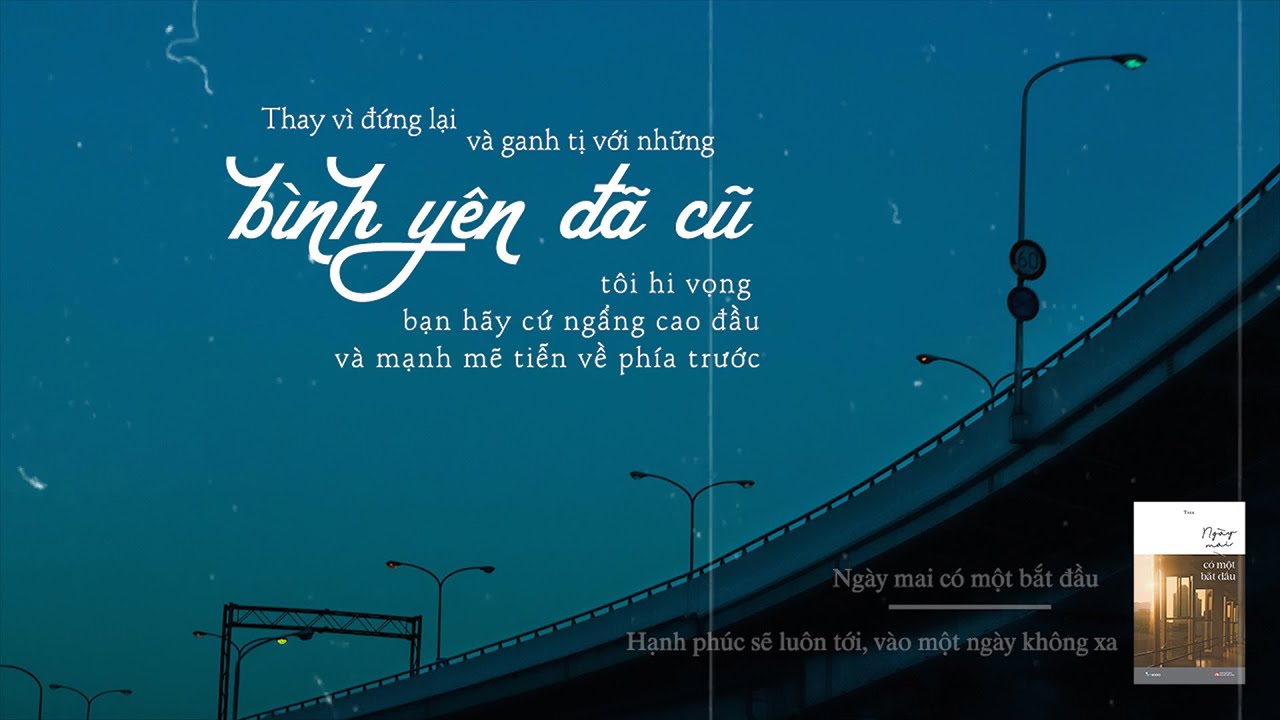 Thay vì đứng lại
và ganh tị với những
bình yên đã cũ
tôi hi vọng
bạn hãy cứ ngẩng cao đầu
và mạnh mẽ tiễn về phía trước
60
Ngày mai có một bắt đầu
Hạnh phúc sẽ luôn tới, vào một ngày không xa
Ngày
mai
có một
bắt đầu